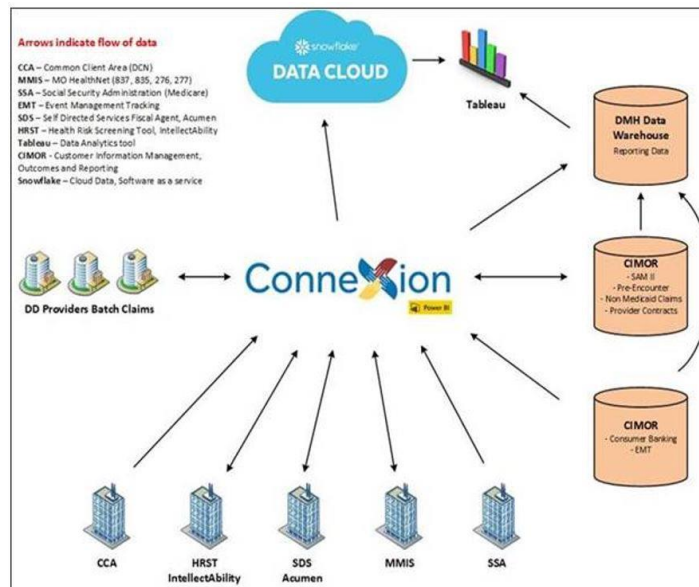 Arrows indicate flow of data
CCA – Common Client Area (DCN)
MMIS – MO HealthNet (837, 835, 276, 277)
SSA – Social Security Administration (Medicare)
EMT – Event Management Tracking
SDS – Self Directed Services Fiscal Agent, Acumen
HRST – Health Risk Screening Tool, IntellectAbility
Tableau – Data Analytics tool
CIMOR - Customer Information Management,
Outcomes and Reporting
Snowflake – Cloud Data, Software as a service
snowflake
DATA CLOUD
Tableau
DMH Data
Warehouse
Reporting Data
DD Providers Batch Claims
ConneXion
Power BI
CIMOR
- SAM II
- Pre-Encounter
- Non Medicaid Claims
- Provider Contracts
CIMOR
- Consumer Banking
- EMT
CCA
HRST
IntellectAbility
SDS
Acumen
MMIS
SSA